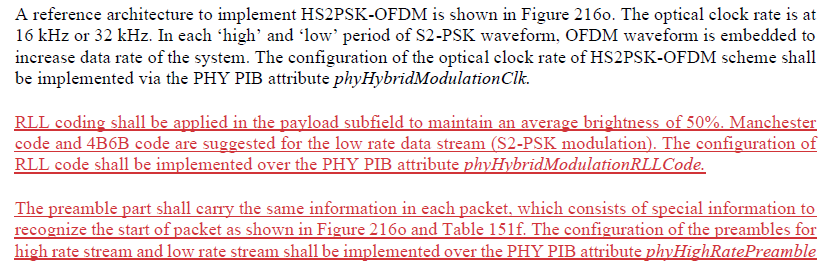 A reference architecture to implement HS2PSK-OFDM is shown in Figure 216o. The optical clock rate is at
16 kHz or 32 kHz. In each ‘high’ and ‘low’ period of S2-PSK waveform, OFDM waveform is embedded to
increase data rate of the system. The configuration of the optical clock rate of HS2PSK-OFDM scheme shall
be implemented via the PHY PIB attribute phyHybridModulationClk.
RLL coding shall be applied in the payload subfield to maintain an average brightness of 50%. Manchester
code and 4B6B code are suggested for the low rate data stream (S2-PSK modulation). The configuration of
RLL code shall be implemented over the PHY PIB attribute phyHybridModulationRLLCode.
The preamble part shall carry the same information in each packet, which consists of special information to
recognize the start of packet as shown in Figure 216o and Table 151f. The configuration of the preambles for
high rate stream and low rate stream shall be implemented over the PHY PIB attribute phyHighRatePreamble